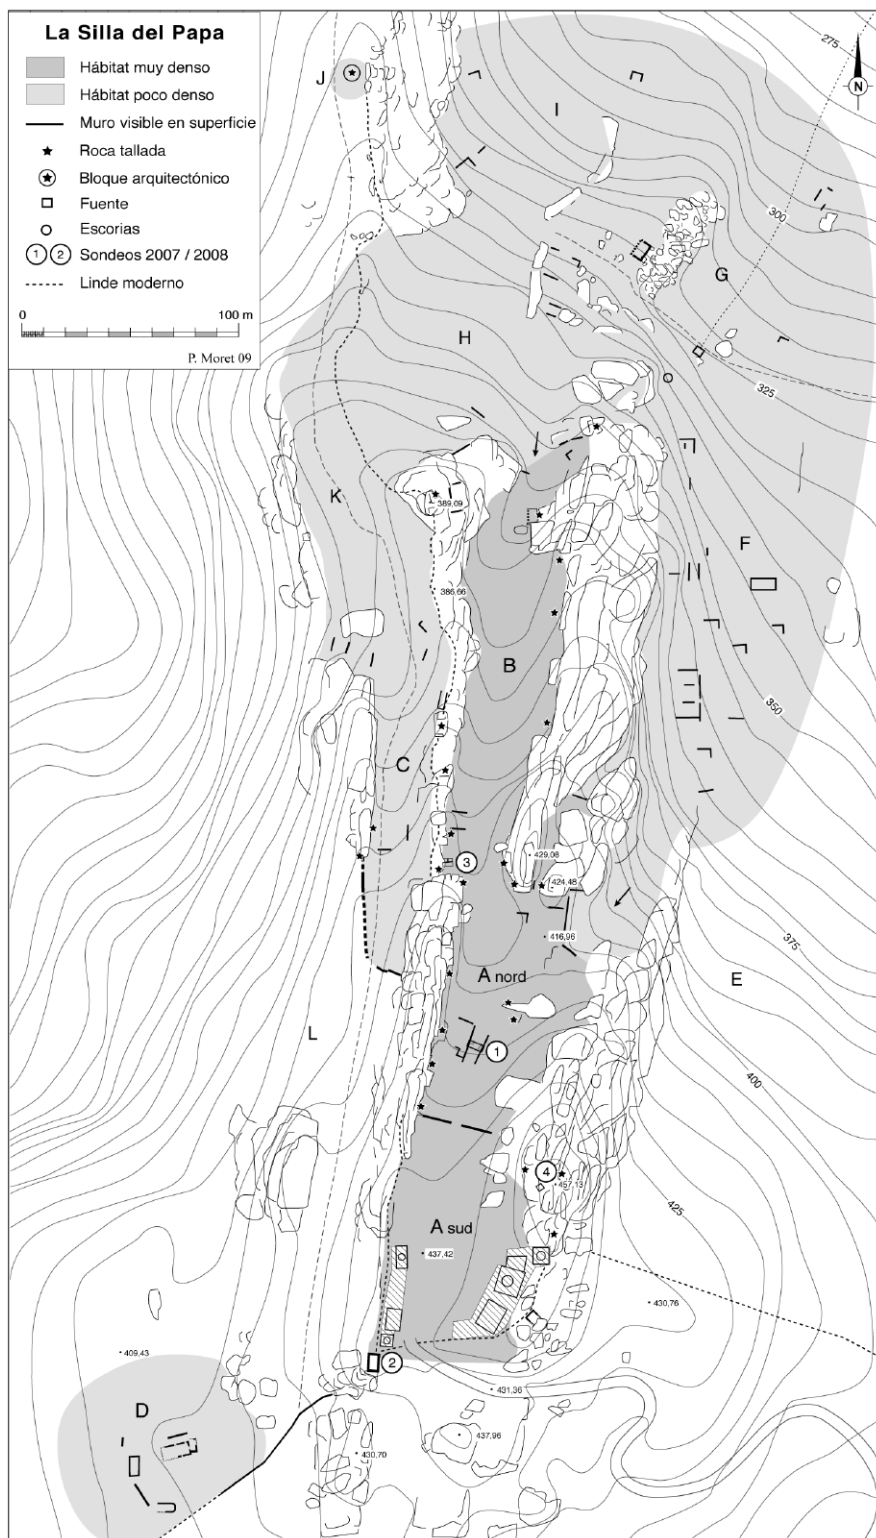 La Silla del Papa
Hábitat muy denso
Hábitat poco denso
Muro visible en superficie
Roca tallada
Bloque arquitectónico
Fuente
Escorias
1 2 Sondeos 2007 / 2008
Linde moderno
0 100 m
P. Moret 09
N
275
J
I
300
G
H
325
K
389,09
F
386,66
B
350
C
3
429,08
424,48
416,96
375
A nord
E
L
1
400
4
457,13
A sud
425
437,42
430,76
409,43
2
431,36
D
437,96
430,70